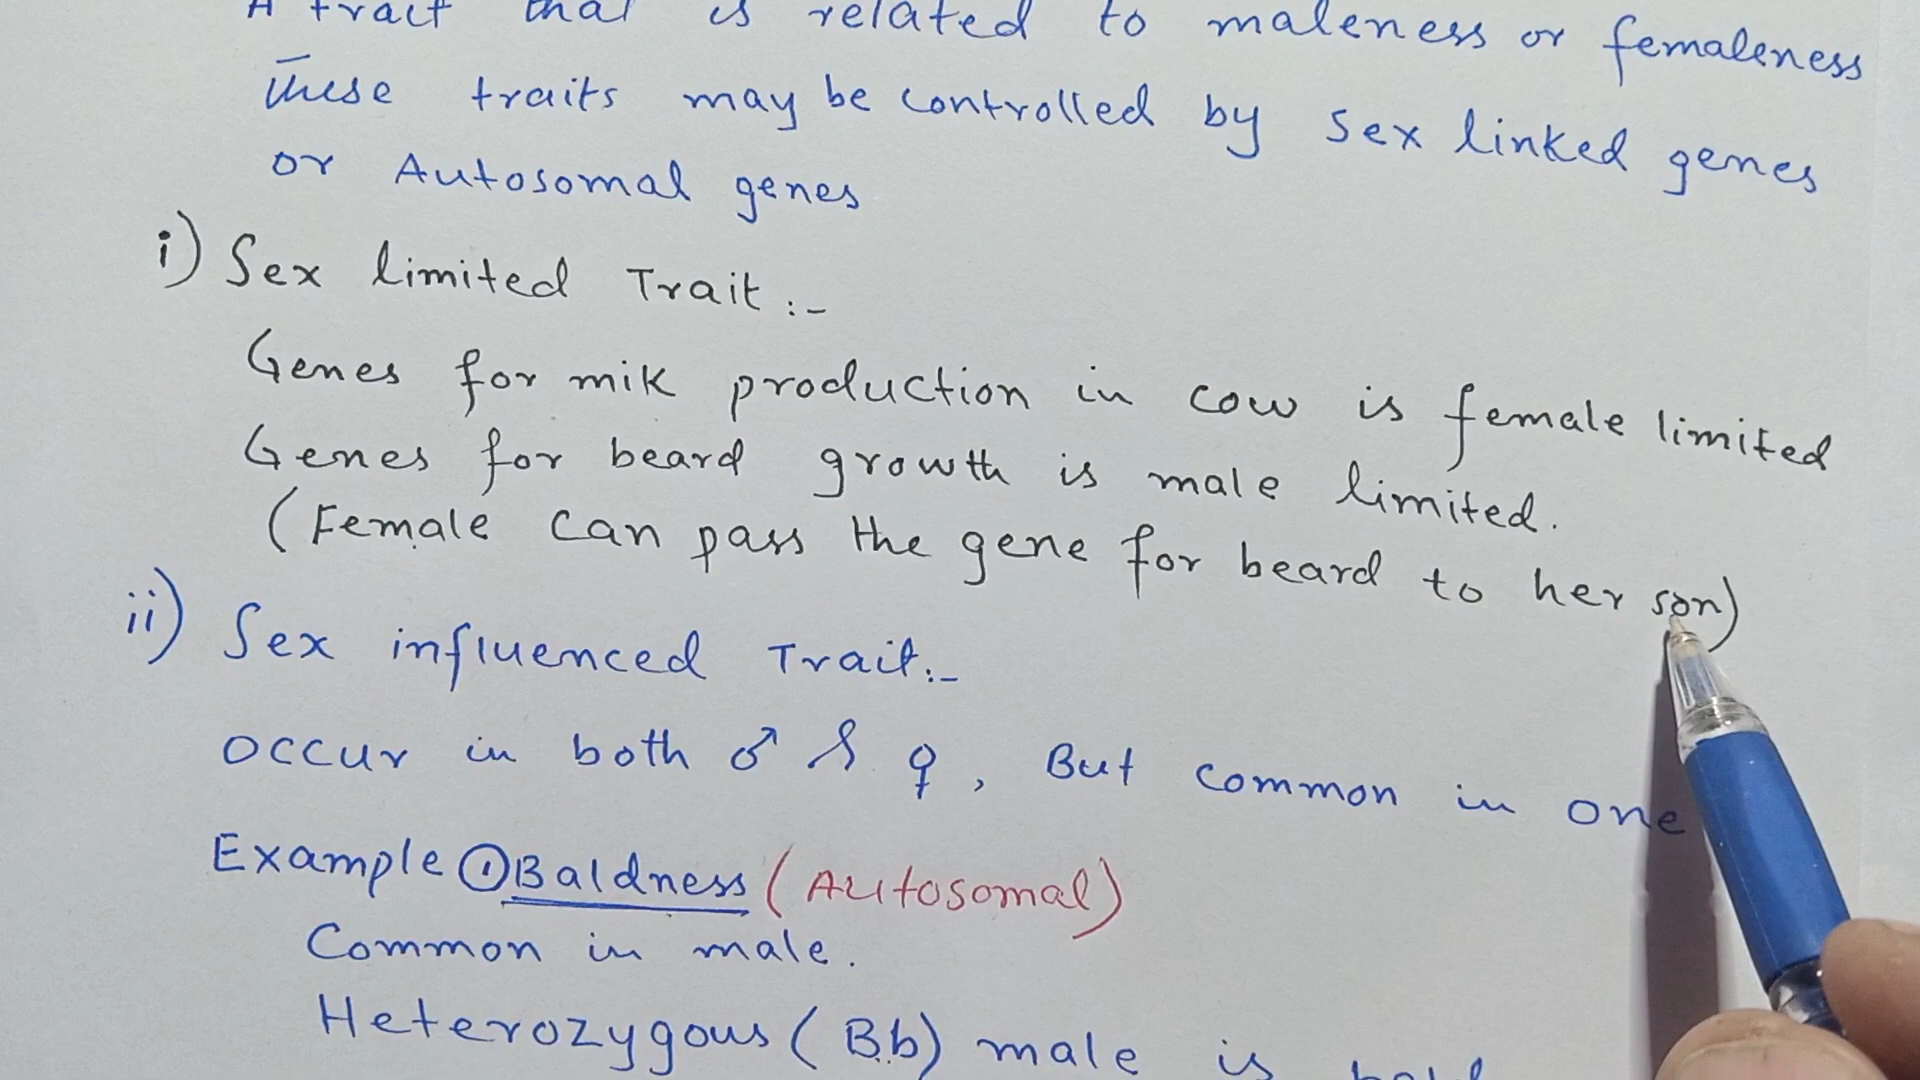 A trait that is related to maleness or femaleness
These traits may be controlled by sex linked genes
or Autosomal genes
i) Sex limited Trait :-
Genes for mik production in cow is female limited
Genes for beard growth is male limited.
(Female can pass the gene for beard to her son)
ii) Sex influenced Trait:-
Occur in both ♂ & ♀, But common in one
Example ① Baldness (Autosomal)
Common in male.
Heterozygous (Bb) male is bald